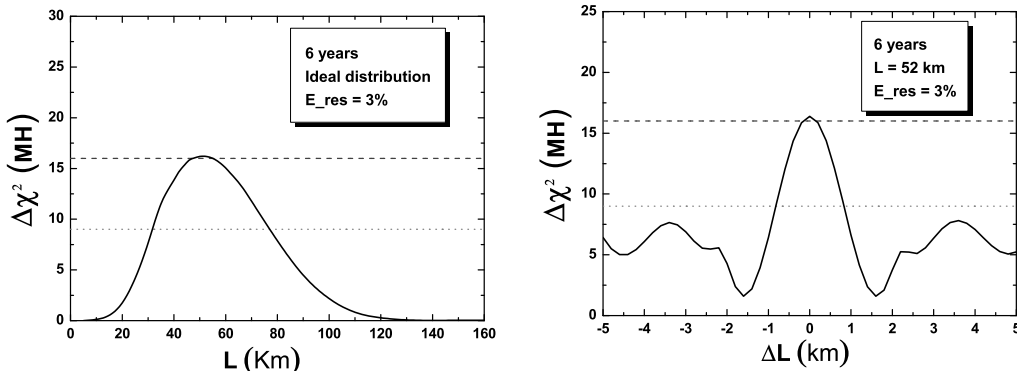 30
25
20
15
10
5
0
Δχ² (MH)
6 years
Ideal distribution
E_res = 3%
0 20 40 60 80 100 120 140 160
L (Km)
25
20
15
10
5
0
Δχ² (MH)
6 years
L = 52 km
E_res = 3%
-5 -4 -3 -2 -1 0 1 2 3 4 5
ΔL (km)